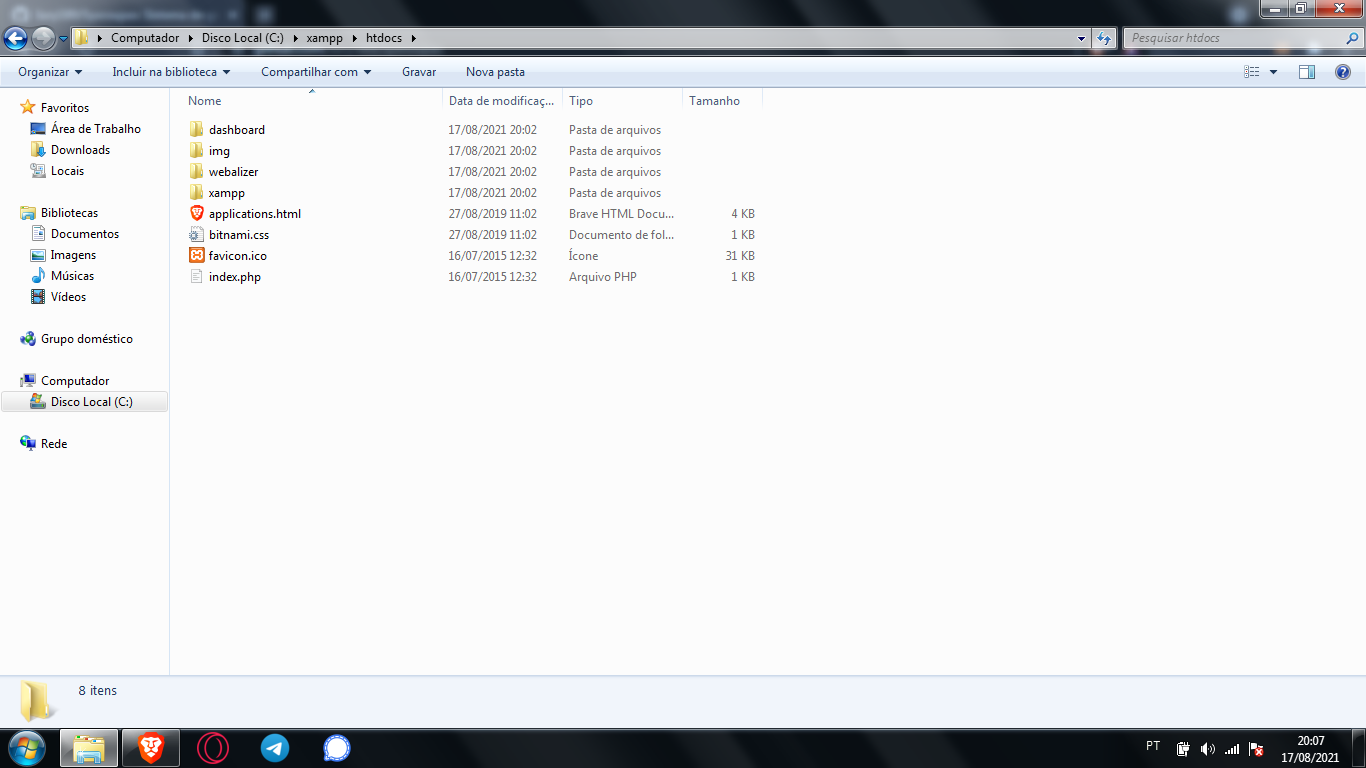 Computador Disco Local (C:) xampp htdocs
Pesquisar htdocs
Organizar Incluir na biblioteca Compartilhar com Gravar Nova pasta
Favoritos
Área de Trabalho
Downloads
Locais
Bibliotecas
Documentos
Imagens
Músicas
Vídeos
Grupo doméstico
Computador
Disco Local (C:)
Rede
Nome Data de modificaç... Tipo Tamanho
dashboard 17/08/2021 20:02 Pasta de arquivos
img 17/08/2021 20:02 Pasta de arquivos
webalizer 17/08/2021 20:02 Pasta de arquivos
xampp 17/08/2021 20:02 Pasta de arquivos
applications.html 27/08/2019 11:02 Brave HTML Docu... 4 KB
bitnami.css 27/08/2019 11:02 Documento de fol... 1 KB
favicon.ico 16/07/2015 12:32 Ícone 31 KB
index.php 16/07/2015 12:32 Arquivo PHP 1 KB
8 itens
PT
20:07
17/08/2021